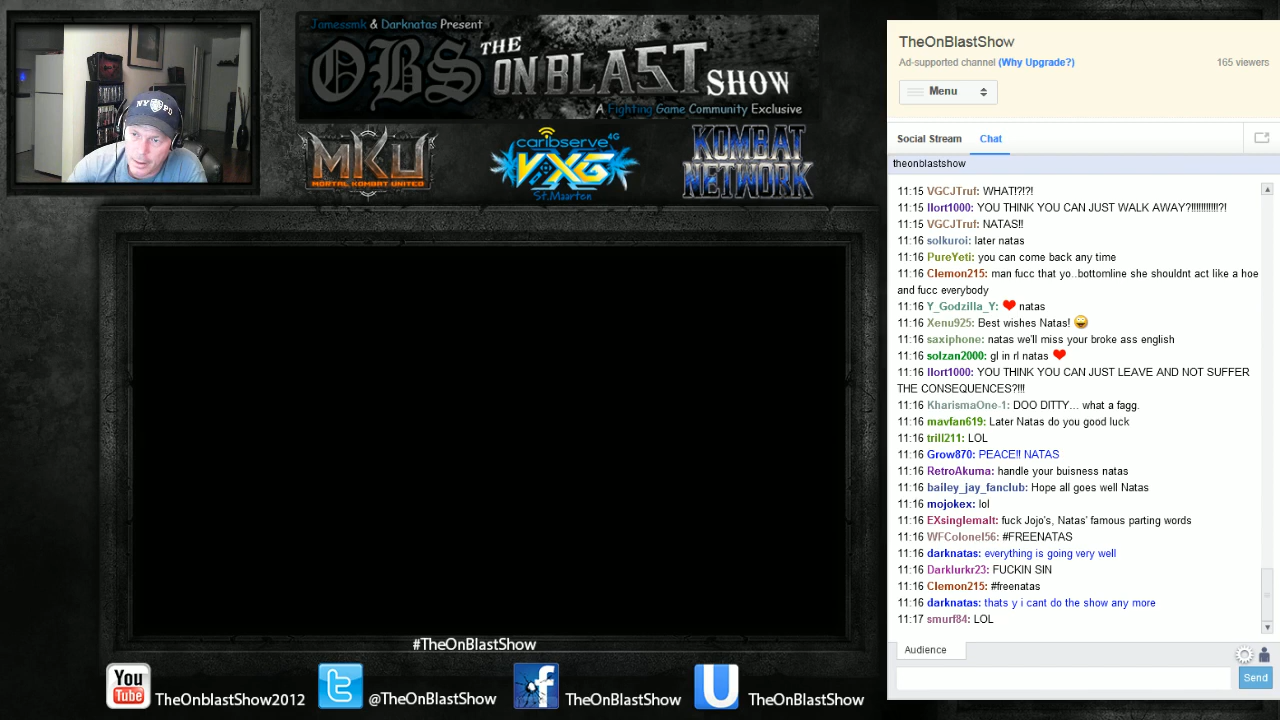 Jamessmk & Darknatas Present
OBS THE ON BLAST SHOW
A Fighting Game Community Exclusive
NYPD
MKU
MORTAL KOMBAT UNITED
caribserve 4G
VXG
St.Maarten
KOMBAT
NETWORK
#TheOnBlastShow
You
Tube
TheOnblastShow2012
@TheOnBlastShow
TheOnBlastShow
TheOnBlastShow
TheOnBlastShow
Ad-supported channel (Why Upgrade?)
165 viewers
Menu
Social Stream
Chat
theonblastshow
11:15 VGCJTruf: WHAT!?!?!
11:15 llort1000: YOU THINK YOU CAN JUST WALK AWAY?!!!!!!!!!!!?!
11:15 VGCJTruf: NATAS!!
11:16 solkuroi: later natas
11:16 PureYeti: you can come back any time
11:16 Clemon215: man fucc that yo..bottomline she shouldnt act like a hoe
and fucc everybody
11:16 Y_Godzilla_Y: natas
11:16 Xenu925: Best wishes Natas!
11:16 saxiphone: natas we'll miss your broke ass english
11:16 solzan2000: gl in rl natas
11:16 llort1000: YOU THINK YOU CAN JUST LEAVE AND NOT SUFFER
THE CONSEQUENCES?!!!
11:16 KharismaOne-1: DOO DITTY... what a fagg.
11:16 mavfan619: Later Natas do you good luck
11:16 trill211: LOL
11:16 Grow870: PEACE!! NATAS
11:16 RetroAkuma: handle your buisness natas
11:16 bailey_jay_fanclub: Hope all goes well Natas
11:16 mojokex: lol
11:16 EXsinglemalt: fuck Jojo's, Natas' famous parting words
11:16 WFColonel56: #FREENATAS
11:16 darknatas: everything is going very well
11:16 Darklurkr23: FUCKIN SIN
11:16 Clemon215: #freenatas
11:16 darknatas: thats y i cant do the show any more
11:17 smurf84: LOL
Audience
Send